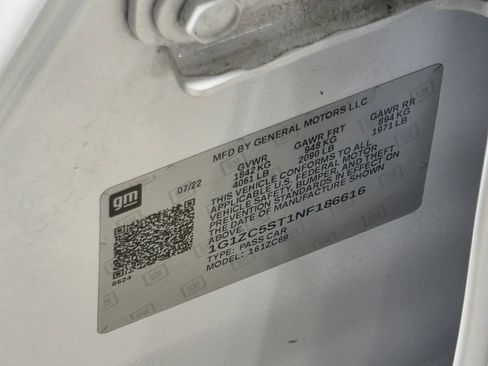 MFD BY GENERAL MOTORS LLC
07/22
GVWR GAWR FRT GAWR RR
1842 KG 948 KG 894 KG
4061 LB 2090 LB 1971 LB
THIS VEHICLE CONFORMS TO ALL
APPLICABLE U.S. FEDERAL MOTOR
VEHICLE SAFETY, BUMPER, AND THEFT
PREVENTION STANDARDS IN EFFECT ON
THE DATE OF MANUFACTURE SHOWN
ABOVE.
1G1ZC5ST1NF186616
TYPE: PASS CAR
MODEL: 161ZC69
gm
8624